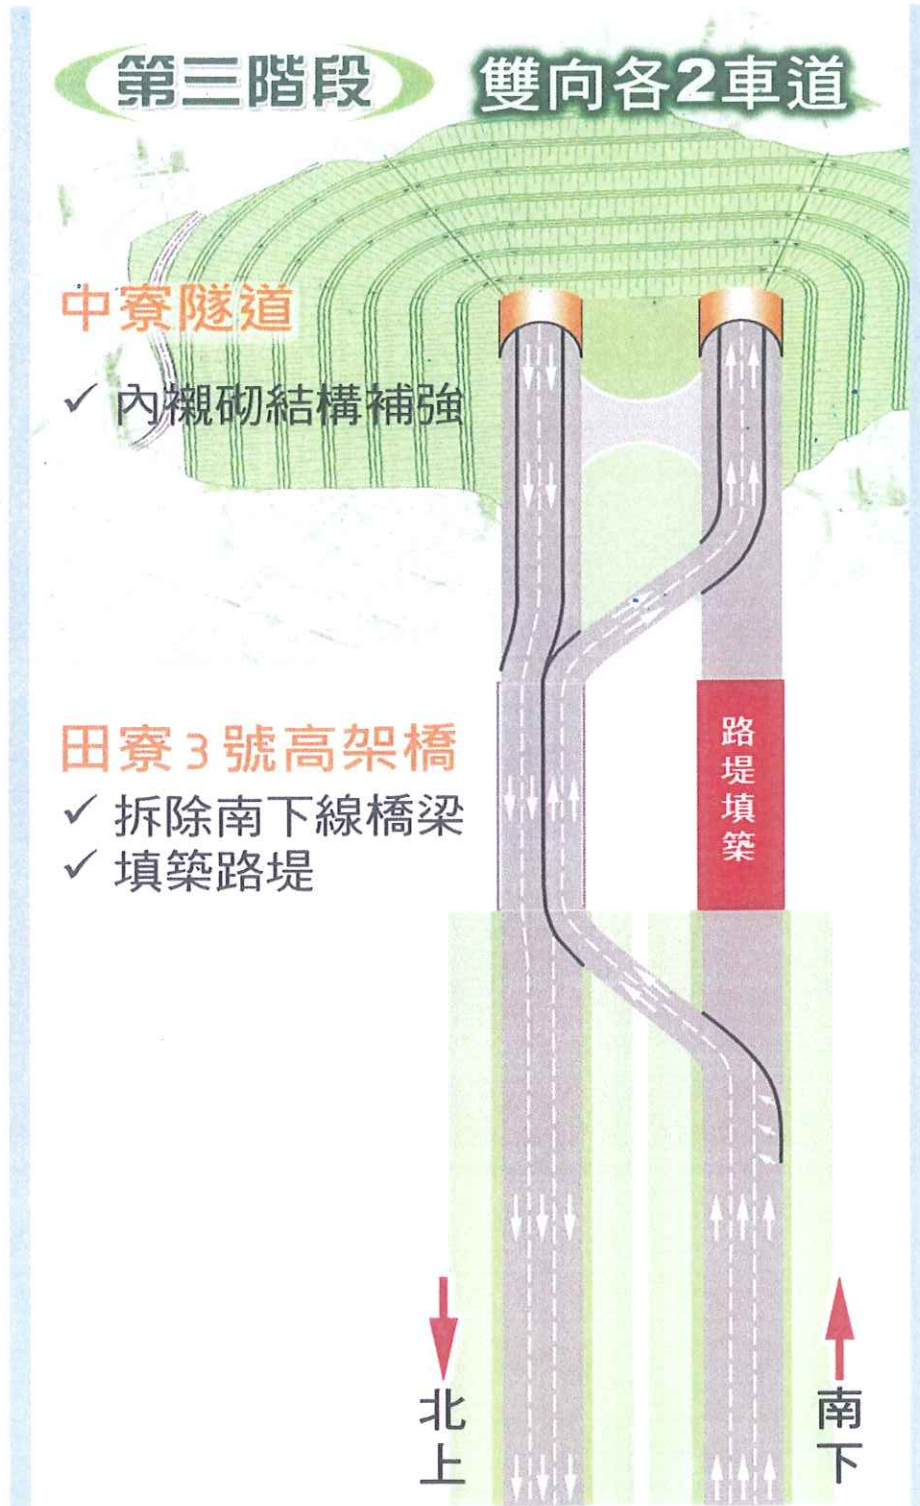 第三階段
雙向各2車道
中寮隧道
✓ 內襯砌結構補強
田寮3號高架橋
✓ 拆除南下線橋梁
✓ 填築路堤
路堤填築
北上
南下